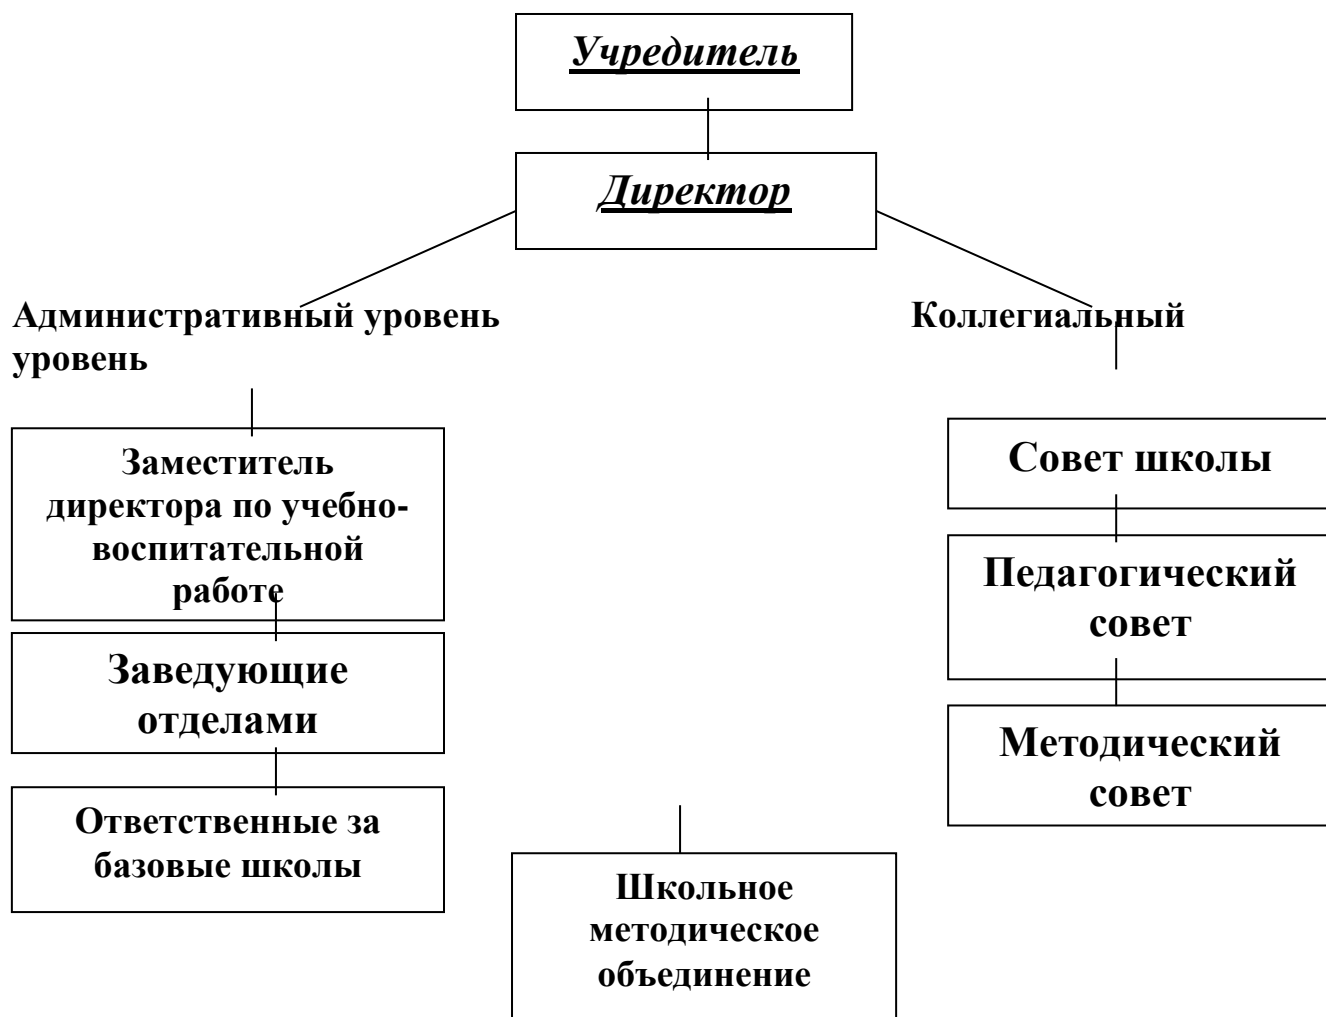 Учредитель
Директор
Административный уровень Коллегиальный
уровень
Заместитель
директора по учебно-
воспитательной
работе
Заведующие
отделами
Ответственные за
базовые школы
Совет школы
Педагогический
совет
Методический
совет
Школьное
методическое
объединение